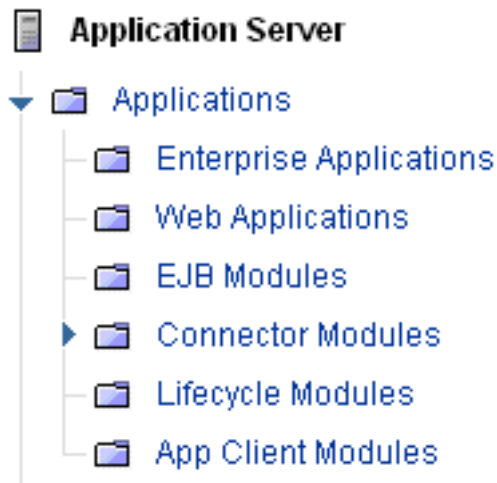 Application Server
Applications
Enterprise Applications
Web Applications
EJB Modules
Connector Modules
Lifecycle Modules
App Client Modules